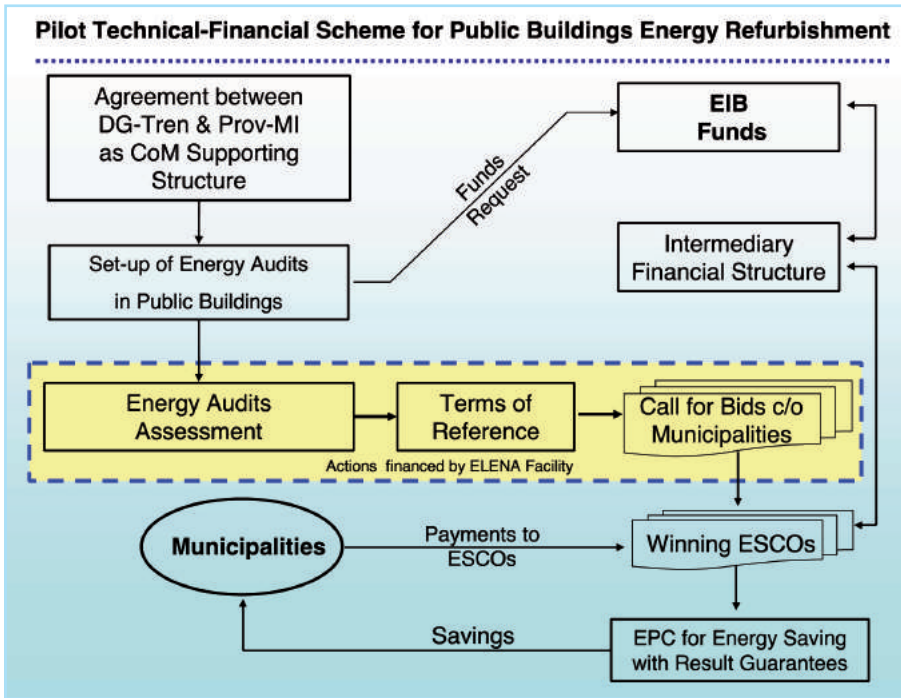 Pilot Technical-Financial Scheme for Public Buildings Energy Refurbishment
Agreement between
DG-Tren & Prov-MI
as CoM Supporting
Structure
EIB
Funds
Funds
Request
Set-up of Energy Audits
in Public Buildings
Intermediary
Financial Structure
Energy Audits
Assessment
Terms of
Reference
Call for Bids c/o
Municipalities
Actions financed by ELENA Facility
Municipalities
Payments to
ESCOs
Winning ESCOs
Savings
EPC for Energy Saving
with Result Guarantees